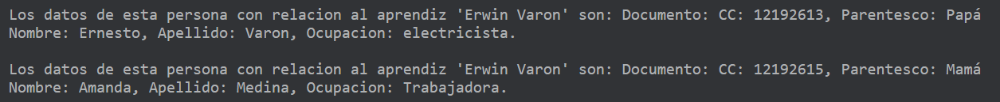 Los datos de esta persona con relacion al aprendiz 'Erwin Varon' son: Documento: CC: 12192613, Parentesco: Papá
Nombre: Ernesto, Apellido: Varon, Ocupacion: electricista.
Los datos de esta persona con relacion al aprendiz 'Erwin Varon' son: Documento: CC: 12192615, Parentesco: Mamá
Nombre: Amanda, Apellido: Medina, Ocupacion: Trabajadora.